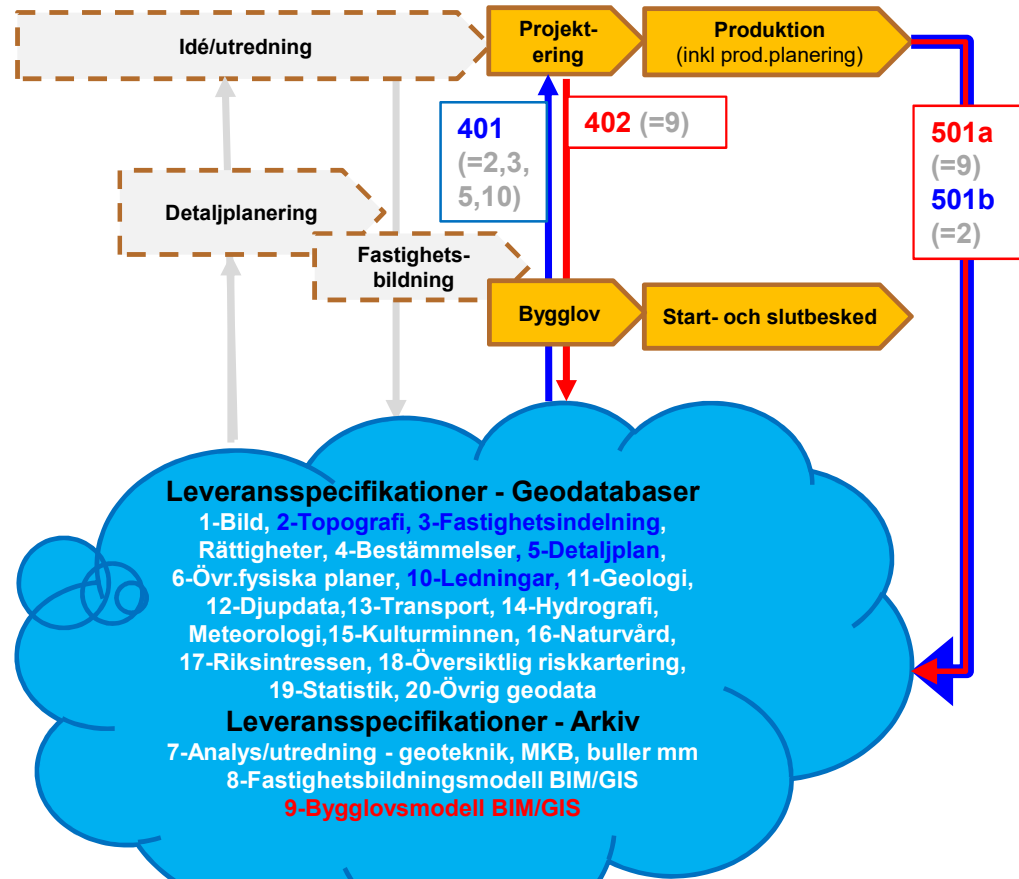 Idé/utredning
Projekt-
ering
Produktion
(inkl prod.planering)
401
(=2,3,
5,10)
402 (=9)
501a
(=9)
501b
(=2)
Detaljplanering
Fastighets-
bildning
Bygglov
Start- och slutbesked
Leveransspecifikationer - Geodatabaser
1-Bild, 2-Topografi, 3-Fastighetsindelning,
Rättigheter, 4-Bestämmelser, 5-Detaljplan,
6-Övr.fysiska planer, 10-Ledningar, 11-Geologi,
12-Djupdata,13-Transport, 14-Hydrografi,
Meteorologi,15-Kulturminnen, 16-Naturvård,
17-Riksintressen, 18-Översiktlig riskkartering,
19-Statistik, 20-Övrig geodata
Leveransspecifikationer - Arkiv
7-Analys/utredning - geoteknik, MKB, buller mm
8-Fastighetsbildningsmodell BIM/GIS
9-Bygglovsmodell BIM/GIS